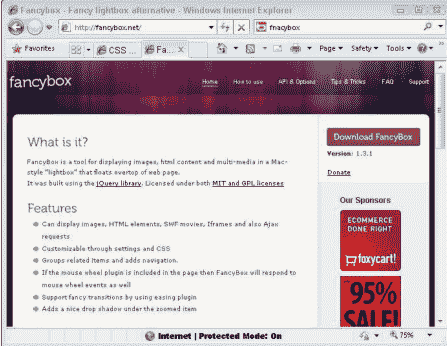 Fancybox - Fancy lightbox alternative - Windows Internet Explorer
http://fancybox.net/
fnacybox
Favorites
CSS ...
Fa...
Page
Safety
Tools
fancybox
Home
How to use
API & Options
Tips & Tricks
FAQ
Support
What is it?
FancyBox is a tool for displaying images, html content and multi-media in a Mac-
style "lightbox" that floats overtop of web page.
It was built using the jQuery library. Licensed under both MIT and GPL licenses
Features
Can display images, HTML elements, SWF movies, Iframes and also Ajax
requests
Customizable through settings and CSS
Groups related items and adds navigation.
If the mouse wheel plugin is included in the page then FancyBox will respond to
mouse wheel events as well
Support fancy transitions by using easing plugin
Adds a nice drop shadow under the zoomed item
Download FancyBox
Version: 1.3.1
Donate
Our Sponsors
ECOMMERCE
DONE RIGHT
foxycart!
95%
SALE!
Internet | Protected Mode: On
75%